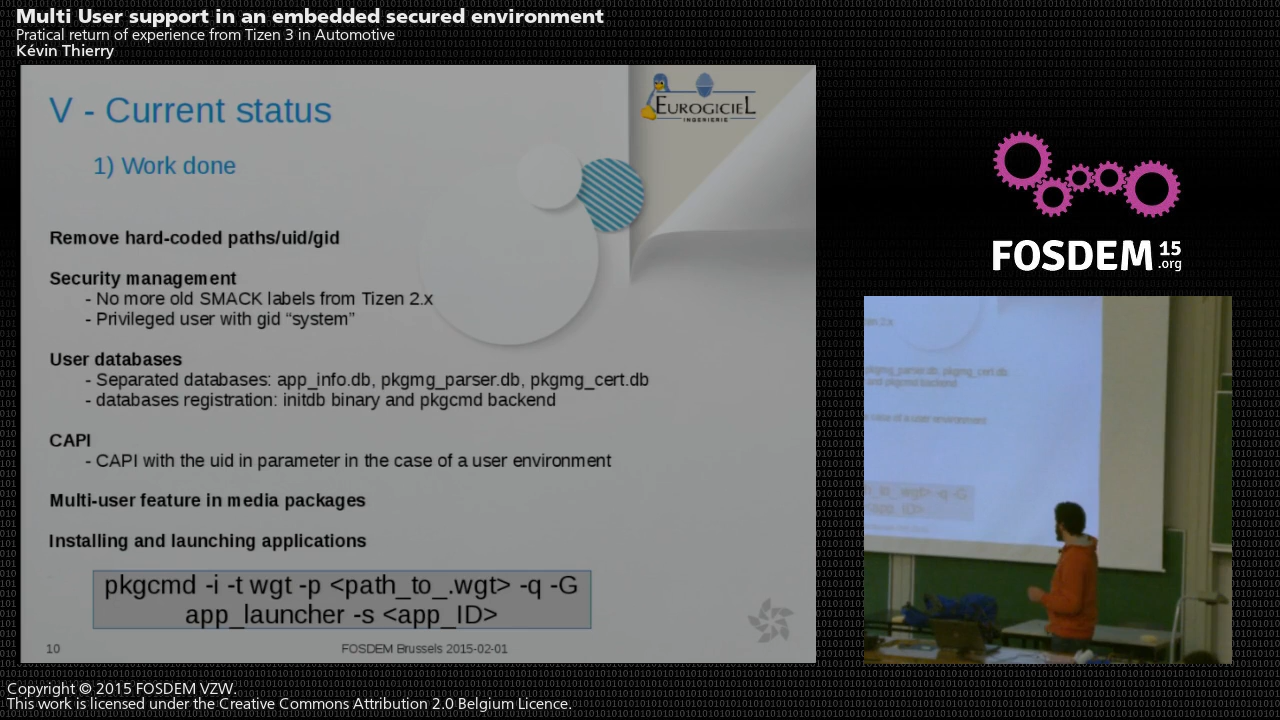 Multi User support in an embedded secured environment
Pratical return of experience from Tizen 3 in Automotive
Kévin Thierry
V - Current status
EUROGICIEL
INGENIERIE
1) Work done
Remove hard-coded paths/uid/gid
Security management
- No more old SMACK labels from Tizen 2.x
- Privileged user with gid “system”
User databases
- Separated databases: app_info.db, pkgmg_parser.db, pkgmg_cert.db
- databases registration: initdb binary and pkgcmd backend
CAPI
- CAPI with the uid in parameter in the case of a user environment
Multi-user feature in media packages
Installing and launching applications
pkgcmd -i -t wgt -p <path_to_.wgt> -q -G
app_launcher -s <app_ID>
10
FOSDEM Brussels 2015-02-01
FOSDEM 15
.org
Copyright © 2015 FOSDEM VZW.
This work is licensed under the Creative Commons Attribution 2.0 Belgium Licence.